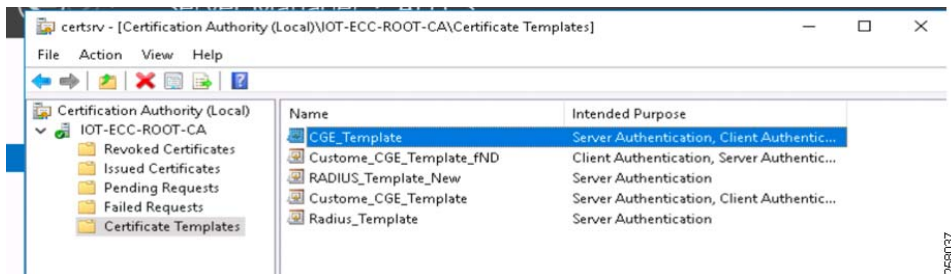 certsrv - [Certification Authority (Local)\IOT-ECC-ROOT-CA\Certificate Templates]
File Action View Help
Certification Authority (Local)
IOT-ECC-ROOT-CA
Revoked Certificates
Issued Certificates
Pending Requests
Failed Requests
Certificate Templates
Name Intended Purpose
CGE_Template Server Authentication, Client Authentic...
Custome_CGE_Template_fND Client Authentication, Server Authentic...
RADIUS_Template_New Server Authentication
Custome_CGE_Template Server Authentication, Client Authentic...
Radius_Template Server Authentication